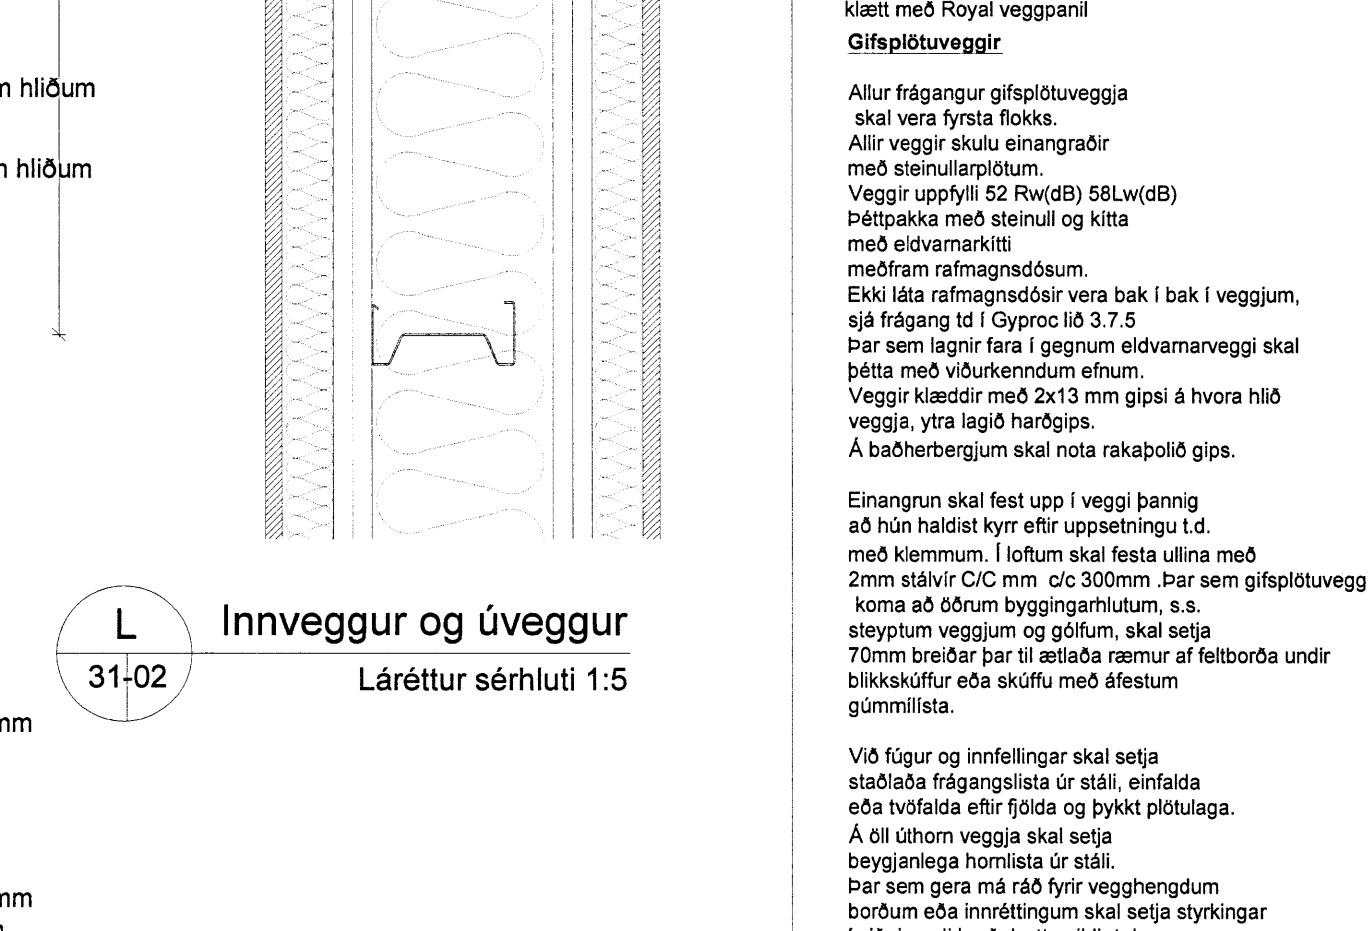 m hliðum
m hliðum
L
31-02
Innveggur og úveggur
Láréttur sérhluti 1:5
mm
mm
klætt með Royal veggpanil
Gifsplötuveggir
Allur frágangur gifsplötuveggja
skal vera fyrsta flokks.
Allir veggir skulu einangraðir
með steinullarplötum.
Veggir uppfylli 52 Rw(dB) 58Lw(dB)
Þéttpakka með steinull og kítta
með eldvarnarkítti
meðfram rafmagnsdósum.
Ekki láta rafmagnsdósir vera bak í bak í veggjum,
sjá frágang td í Gyproc lið 3.7.5
Þar sem lagnir fara í gegnum eldvarnarveggi skal
þétta með viðurkenndum efnum.
Veggir klæddir með 2x13 mm gipsi á hvora hlið
veggja, ytra lagið harðgips.
Á baðherbergjum skal nota rakaþolið gips.
Einangrun skal fest upp í veggi þannig
að hún haldist kyrr eftir uppsetningu t.d.
með klemmum. Í loftum skal festa ullina með
2mm stálvír C/C mm c/c 300mm .Þar sem gifsplötuvegg
koma að öðrum byggingarhlutum, s.s.
steyptum veggjum og gólfum, skal setja
70mm breiðar þar til ætlaða ræmur af feltborða undir
blikkskúffur eða skúffu með áfestum
gúmmílísta.
Við fúgur og innfellingar skal setja
staðlaða frágangslista úr stáli, einfalda
eða tvöfalda eftir fjölda og þykkt plötulaga.
Á öll úthorn veggja skal setja
beygjanlega hornlista úr stáli.
Þar sem gera má ráð fyrir vegghengdum
borðum eða innréttingum skal setja styrkingar